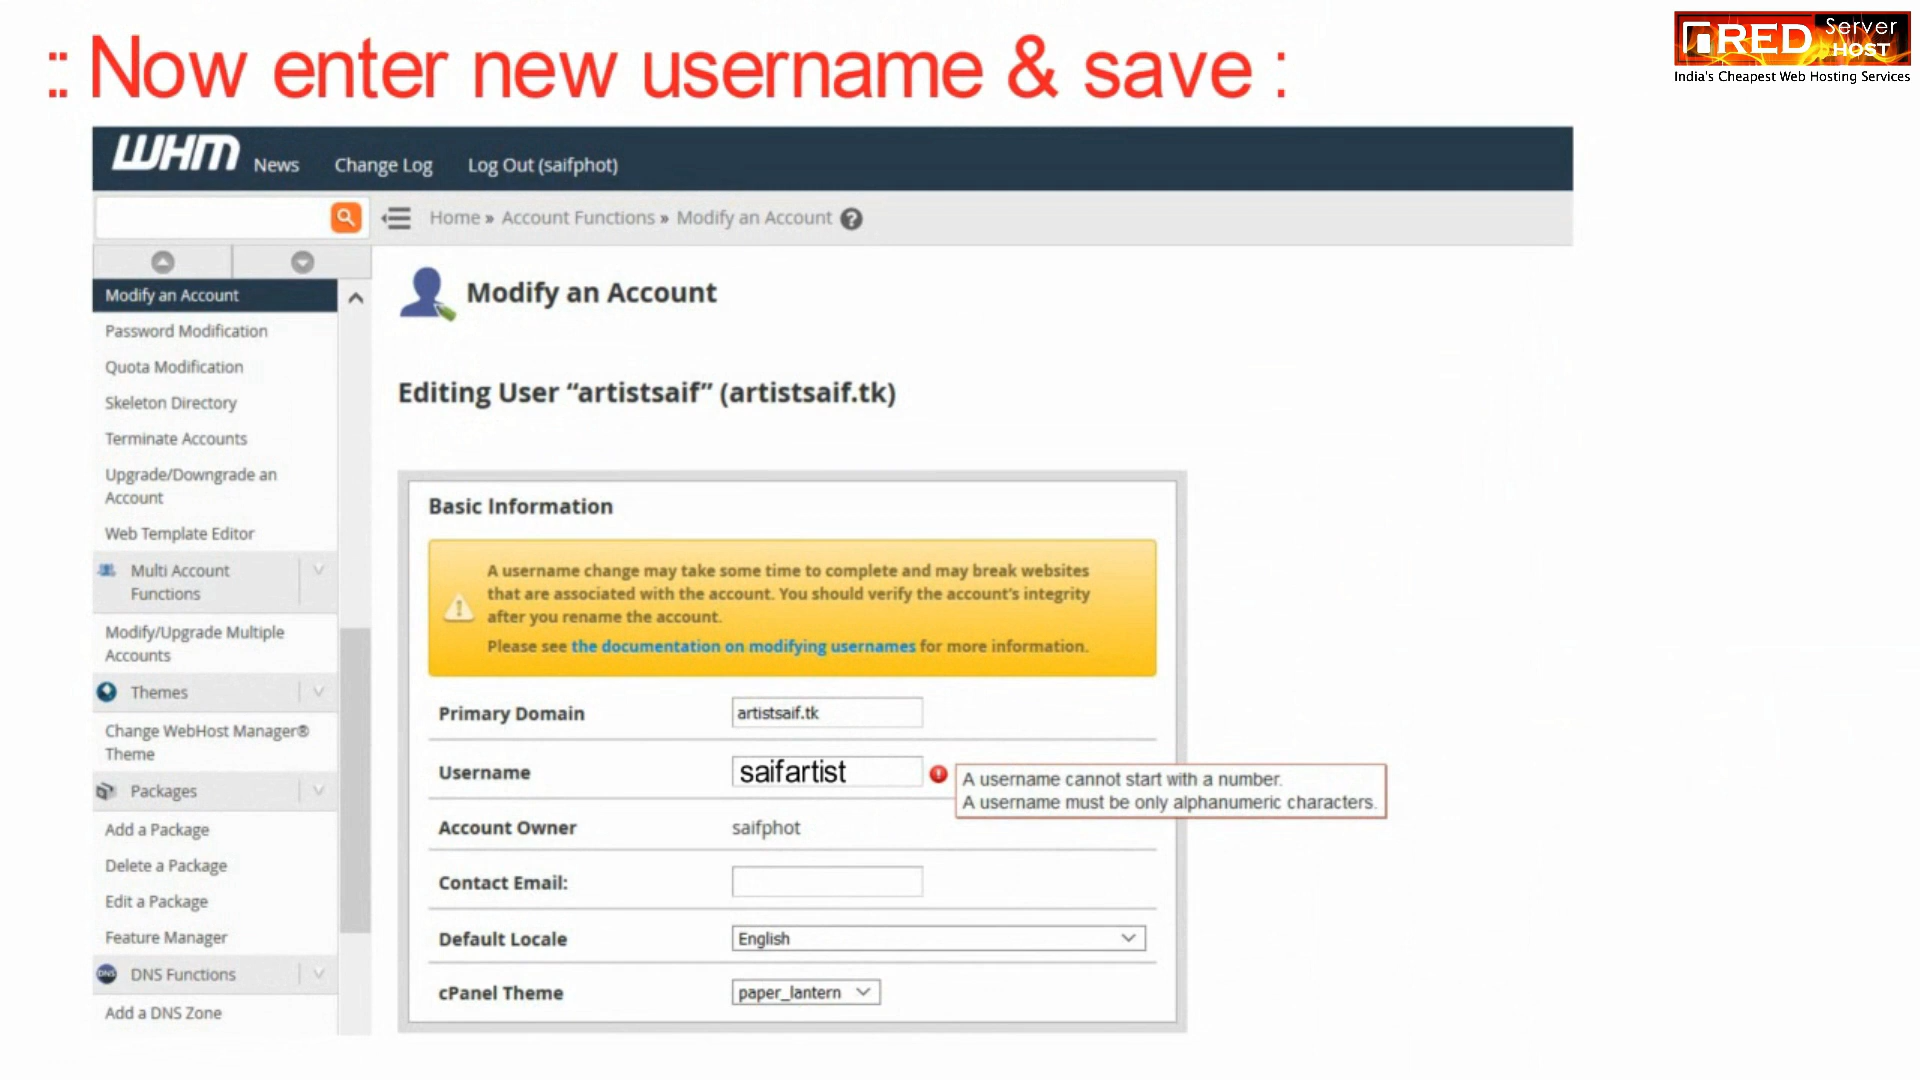 :: Now enter new username & save :
RED Server
HOST
India's Cheapest Web Hosting Services
WHM News Change Log Log Out (saifphot)
Home » Account Functions » Modify an Account ?
Modify an Account
Password Modification
Quota Modification
Skeleton Directory
Terminate Accounts
Upgrade/Downgrade an
Account
Web Template Editor
Multi Account
Functions
Modify/Upgrade Multiple
Accounts
Themes
Change WebHost Manager®
Theme
Packages
Add a Package
Delete a Package
Edit a Package
Feature Manager
DNS DNS Functions
Add a DNS Zone
Modify an Account
Editing User “artistsaif” (artistsaif.tk)
Basic Information
A username change may take some time to complete and may break websites
that are associated with the account. You should verify the account's integrity
after you rename the account.
Please see the documentation on modifying usernames for more information.
Primary Domain artistsaif.tk
Username saifartist
A username cannot start with a number.
A username must be only alphanumeric characters.
Account Owner saifphot
Contact Email:
Default Locale English
cPanel Theme paper_lantern